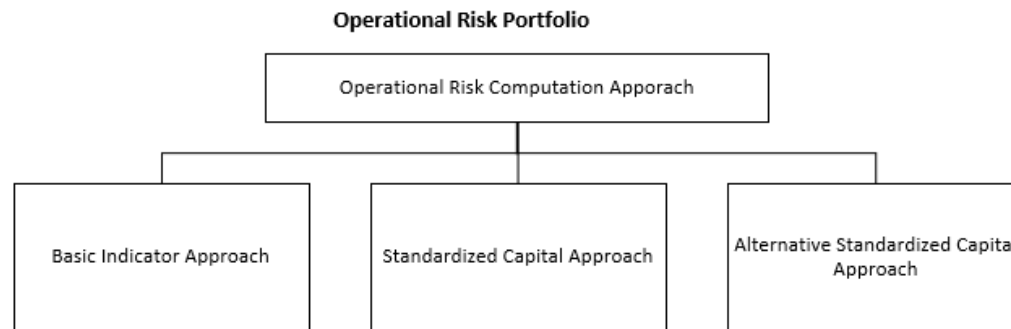 Operational Risk Portfolio
Operational Risk Computation Apporach
Basic Indicator Approach
Standardized Capital Approach
Alternative Standardized Capita
Approach